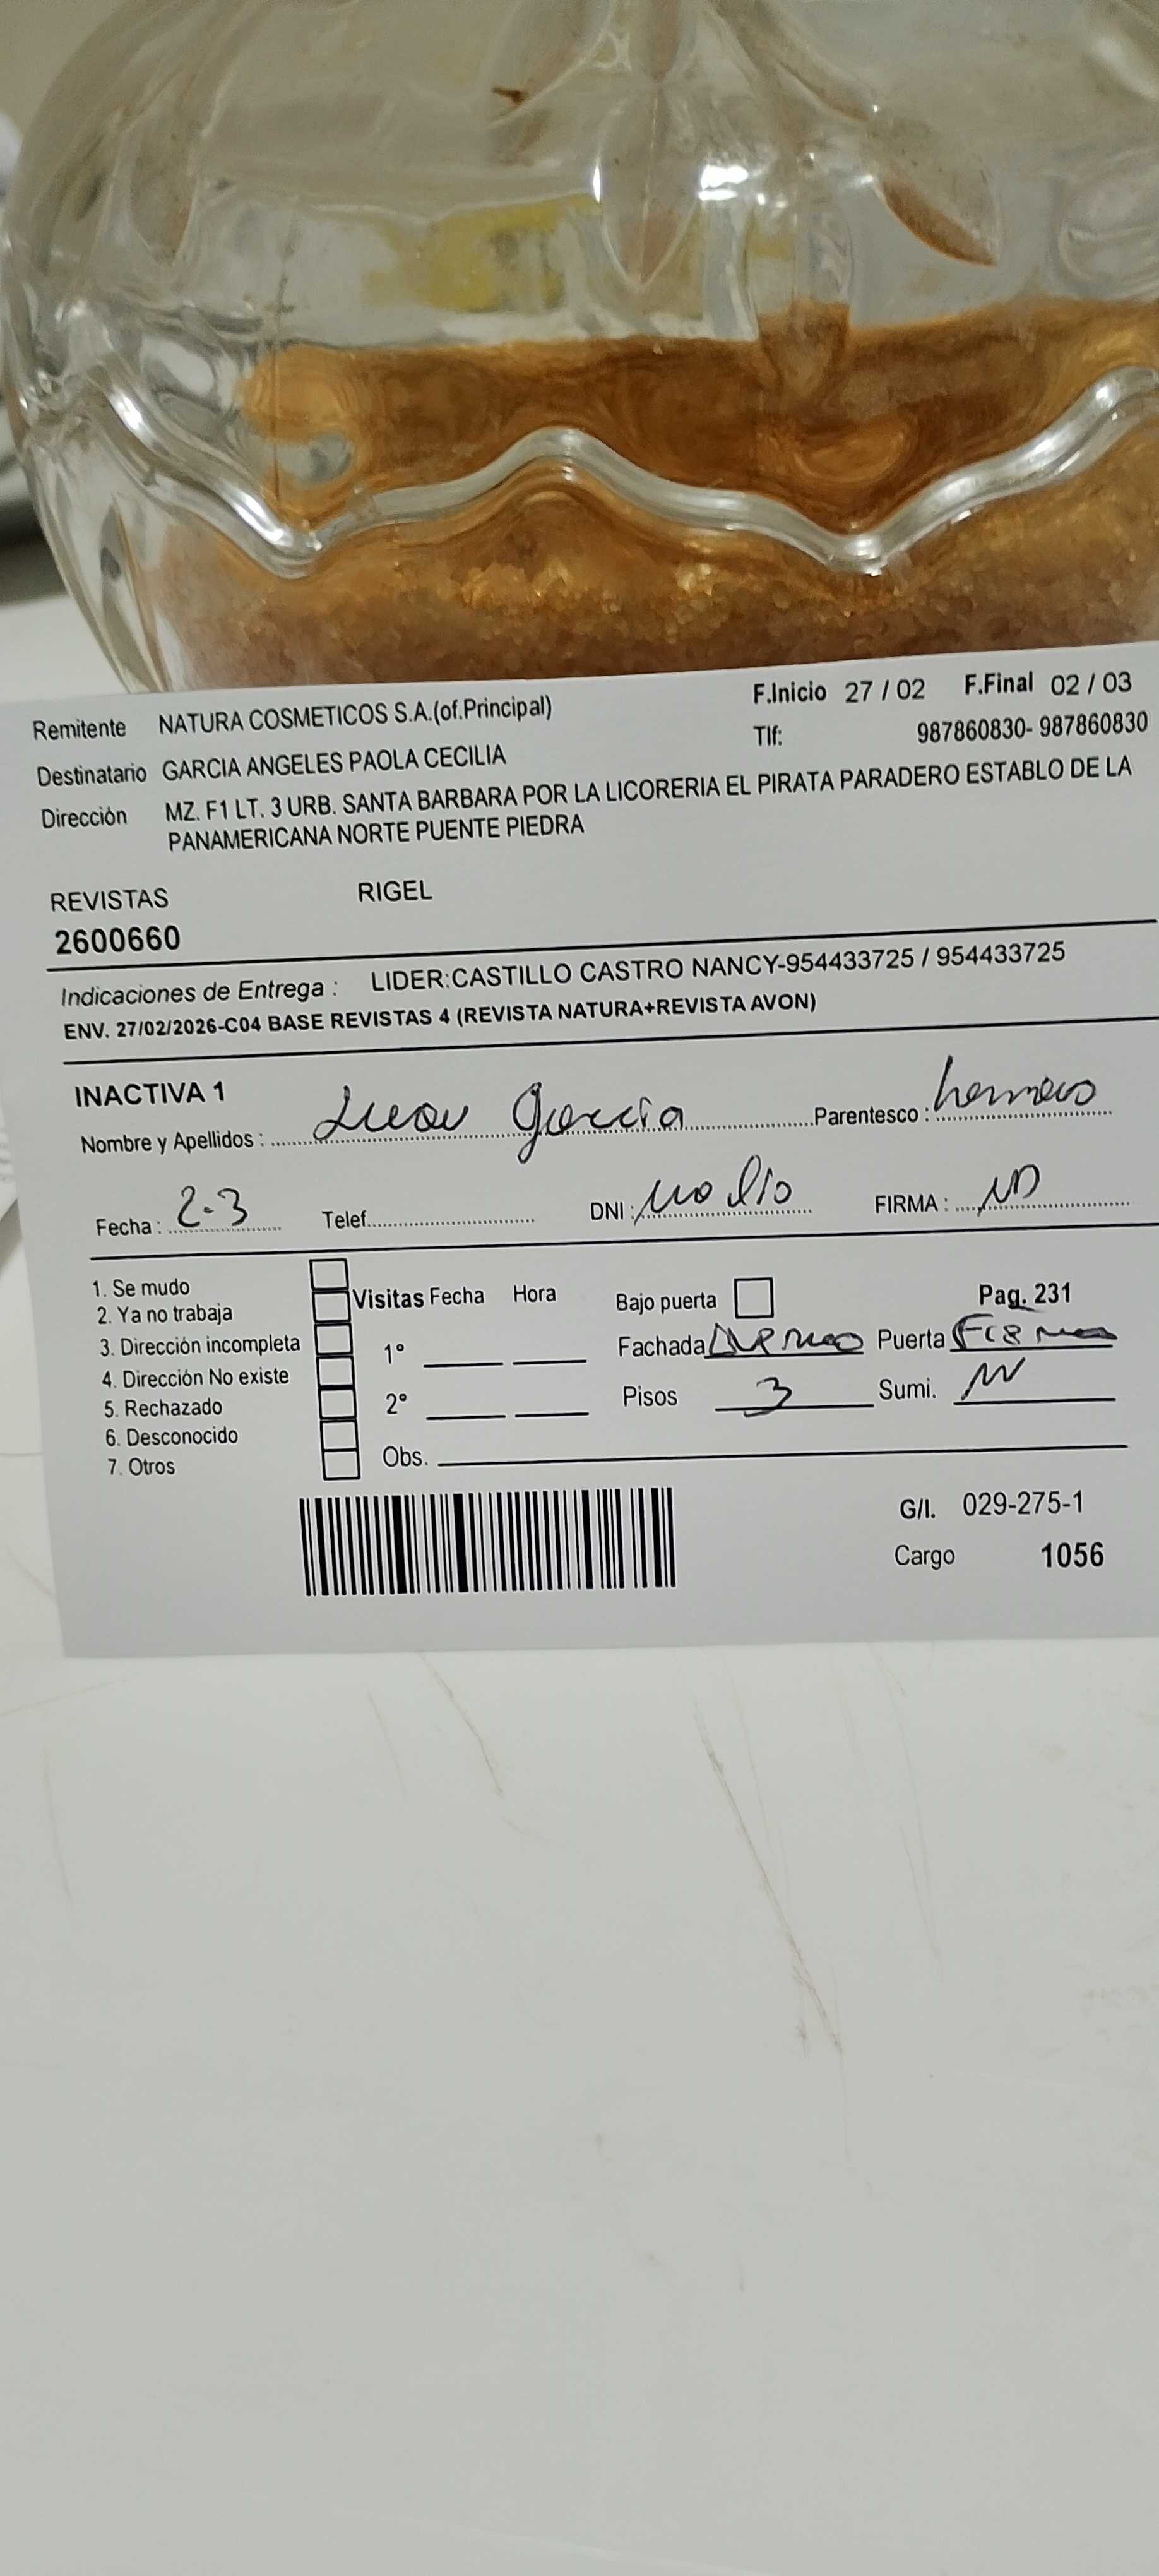 Remitente NATURA COSMETICOS S.A.(of.Principal) F.Inicio 27 / 02 F.Final 02 / 03
Destinatario GARCIA ANGELES PAOLA CECILIA Tlf: 987860830- 987860830
Dirección MZ. F1 LT. 3 URB. SANTA BARBARA POR LA LICORERIA EL PIRATA PARADERO ESTABLO DE LA
PANAMERICANA NORTE PUENTE PIEDRA
REVISTAS RIGEL
2600660
Indicaciones de Entrega : LIDER:CASTILLO CASTRO NANCY-954433725 / 954433725
ENV. 27/02/2026-C04 BASE REVISTAS 4 (REVISTA NATURA+REVISTA AVON)
INACTIVA 1
Nombre y Apellidos : Garcia Parentesco : hermano
Fecha : 2-3 Telef. DNI : no dio FIRMA :
1. Se mudo
2. Ya no trabaja
3. Dirección incompleta
4. Dirección No existe
5. Rechazado
6. Desconocido
7. Otros
Visitas Fecha Hora
1°
2°
Obs.
Bajo puerta Pag. 231
Fachada Puerta
Pisos 3 Sumi.
G/I. 029-275-1
Cargo 1056